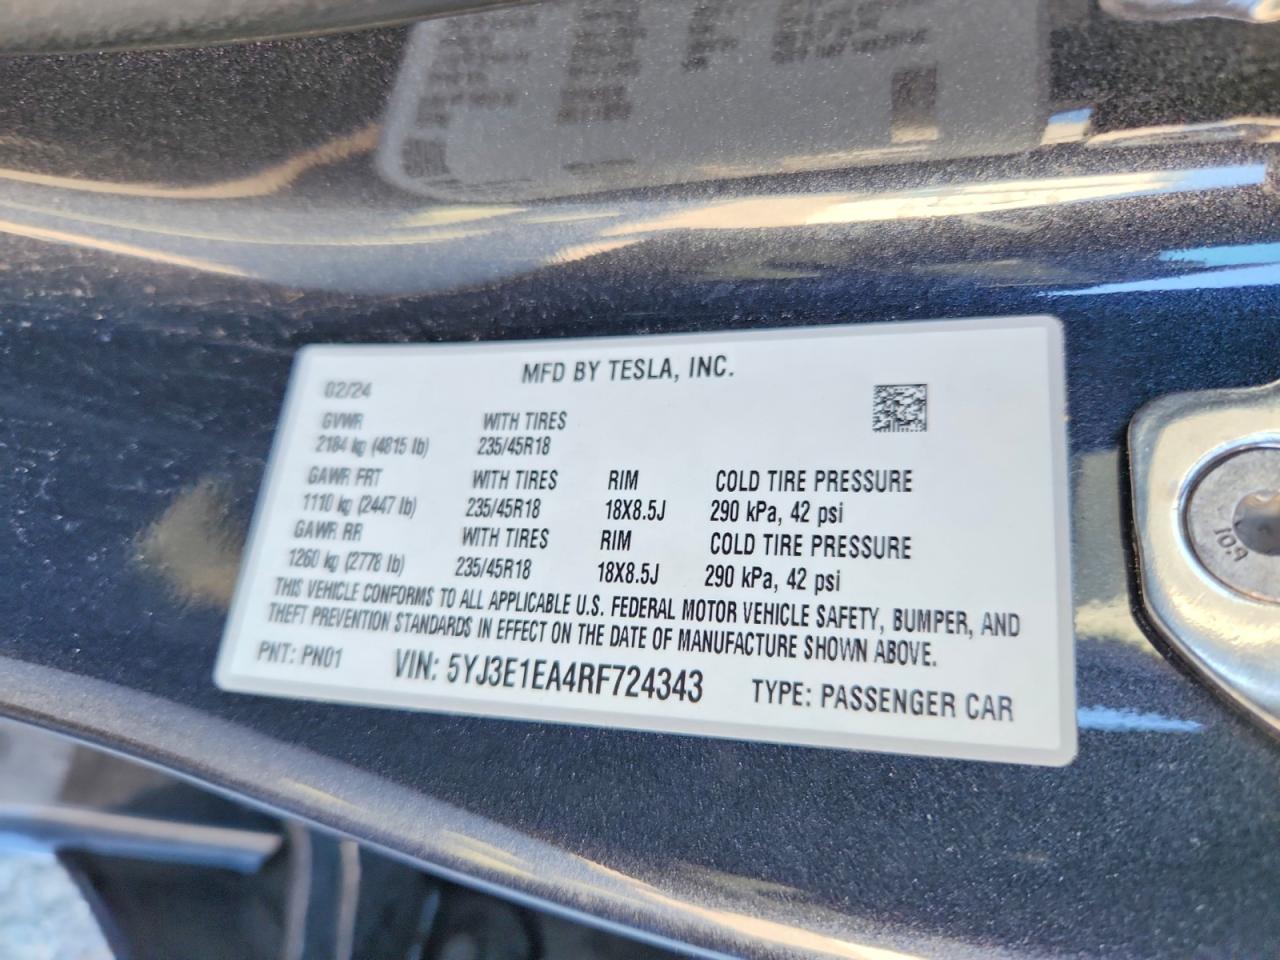 MFD BY TESLA, INC.
02/24
GVWR WITH TIRES
2184 kg (4815 lb) 235/45R18
GAWR FRT WITH TIRES RIM COLD TIRE PRESSURE
1110 kg (2447 lb) 235/45R18 18X8.5J 290 kPa, 42 psi
GAWR RR WITH TIRES RIM COLD TIRE PRESSURE
1260 kg (2778 lb) 235/45R18 18X8.5J 290 kPa, 42 psi
THIS VEHICLE CONFORMS TO ALL APPLICABLE U.S. FEDERAL MOTOR VEHICLE SAFETY, BUMPER, AND
THEFT PREVENTION STANDARDS IN EFFECT ON THE DATE OF MANUFACTURE SHOWN ABOVE.
PNT: PN01 VIN: 5YJ3E1EA4RF724343 TYPE: PASSENGER CAR
10.9